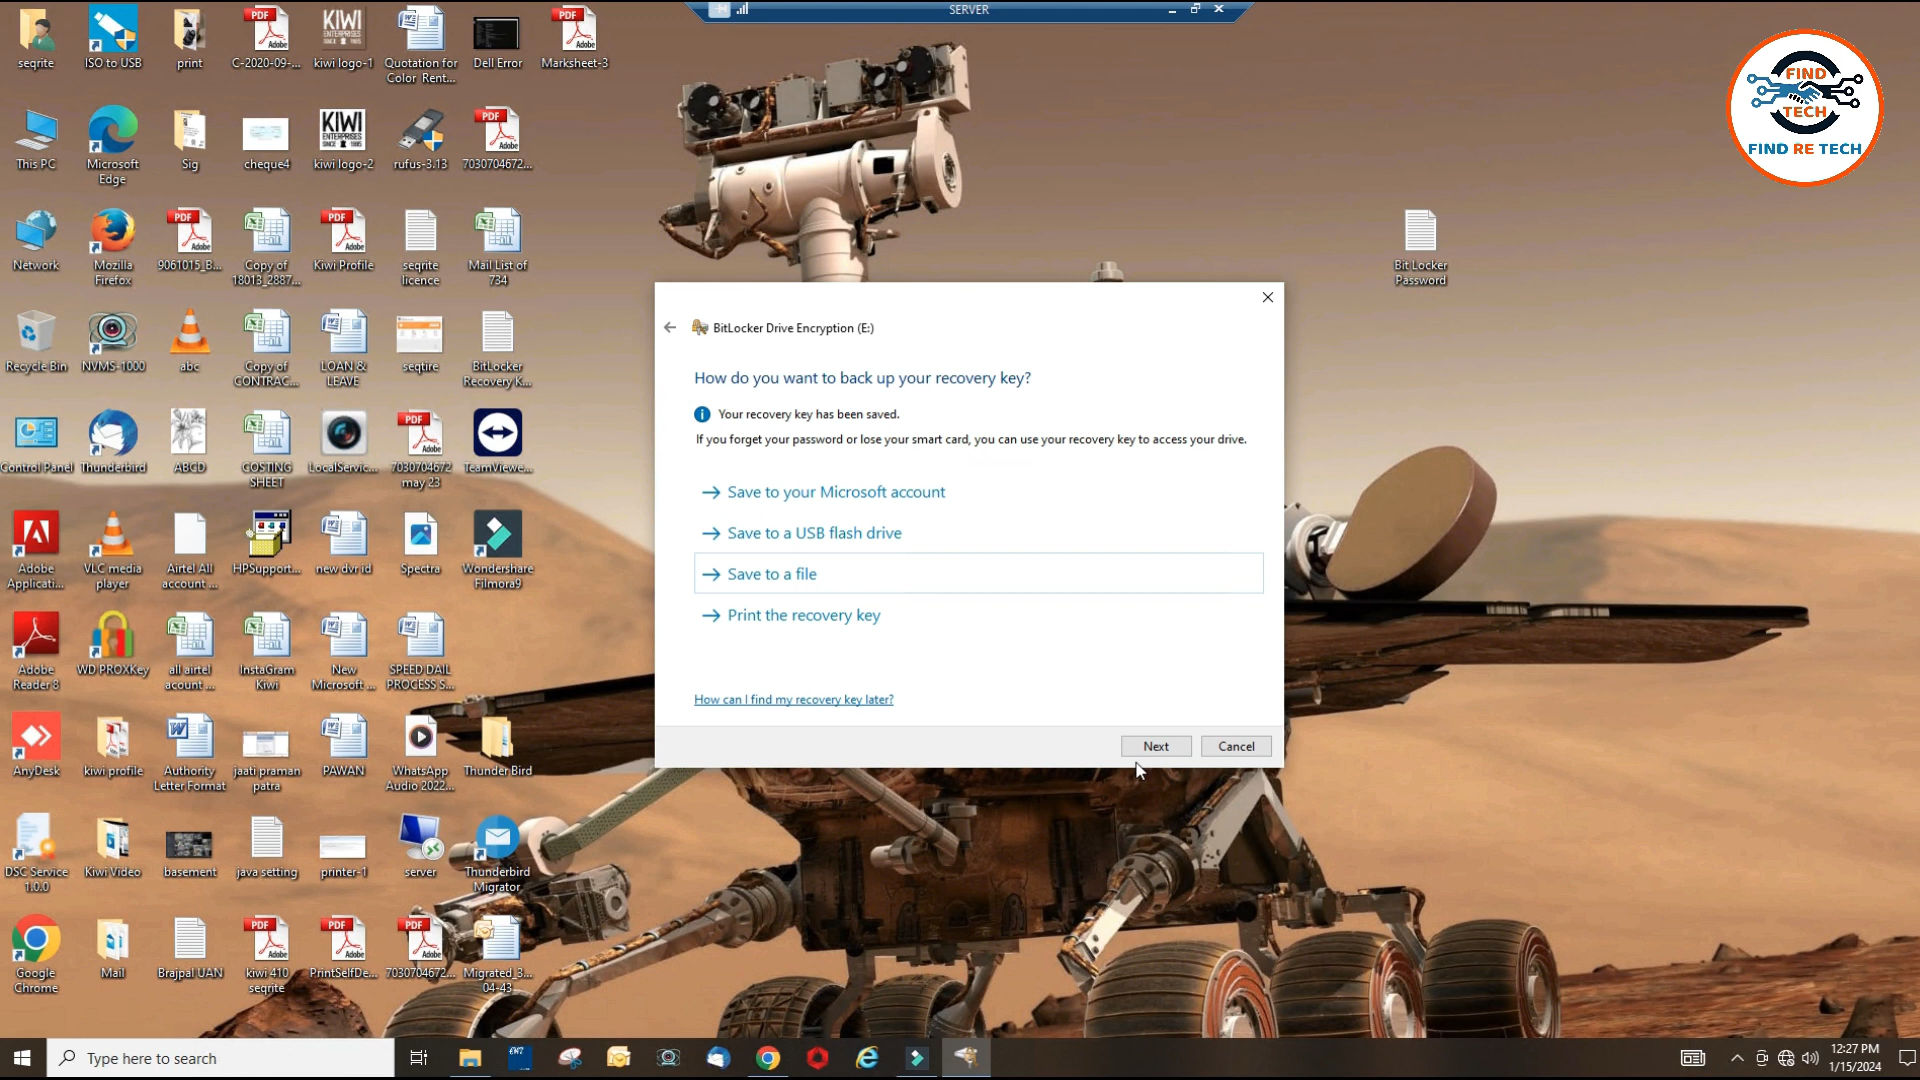 SERVER
seqrite
ISO to USB
print
C-2020-09-...
kiwi logo-1
Quotation for
Color Rent...
Dell Error
Marksheet-3
FIND
TECH
FIND RE TECH
This PC
Microsoft
Edge
Sig
cheque4
kiwi logo-2
rufus-3.13
7030704672...
Network
Mozilla
Firefox
9061015_B...
Copy of
18013_2887...
Kiwi Profile
seqrite
licence
Mail List of
734
Bit Locker
Password
Recycle Bin
NVMS-1000
abc
Copy of
CONTRAC...
LOAN &
LEAVE
seqtire
BitLocker
Recovery K...
BitLocker Drive Encryption (E:)
How do you want to back up your recovery key?
Your recovery key has been saved.
If you forget your password or lose your smart card, you can use your recovery key to access your drive.
Save to your Microsoft account
Save to a USB flash drive
Save to a file
Print the recovery key
How can I find my recovery key later?
Next
Cancel
Control Panel
Thunderbird
ABCD
COSTING
SHEET
LocalServic...
7030704672
may 23
TeamViewe...
Adobe
Applicati...
VLC media
player
Airtel All
account ...
HPSupport...
new dvr id
Spectra
Wondershare
Filmora9
Adobe
Reader 8
WD PROXKey
all airtel
acount ...
InstaGram
Kiwi
New
Microsoft ...
SPEED DAIL
PROCESS S...
AnyDesk
kiwi profile
Authority
Letter Format
jaati praman
patra
PAWAN
WhatsApp
Audio 2022...
Thunder Bird
DSC Service
1.0.0
Kiwi Video
basement
java setting
printer-1
server
Thunderbird
Migrator
Google
Chrome
Mail
Brajpal UAN
kiwi 410
seqrite
PrintSelfDe...
7030704672...
Migrated_3...
04-43
Type here to search
12:27 PM
1/15/2024